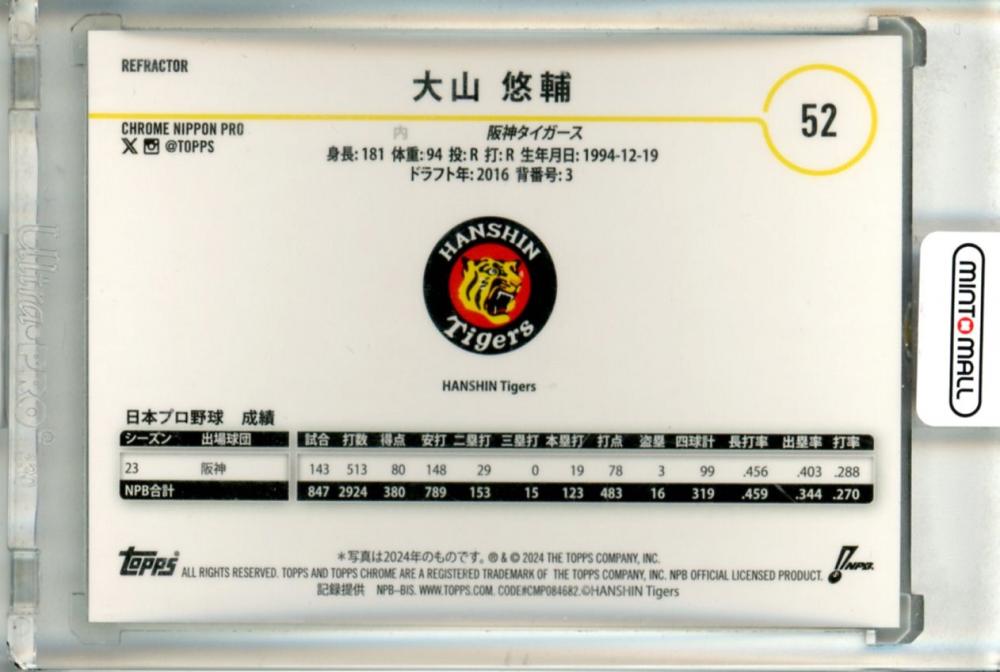 REFRACTOR
大山 悠輔
52
CHROME NIPPON PRO
@TOPPS
内 阪神タイガース
身長: 181 体重: 94 投: R 打: R 生年月日: 1994-12-19
ドラフト年: 2016 背番号: 3
HANSHIN
Tigers
HANSHIN Tigers
日本プロ野球 成績
シーズン 出場球団 試合 打数 得点 安打 二塁打 三塁打 本塁打 打点 盗塁 四球計 長打率 出塁率 打率
23 阪神 143 513 80 148 29 0 19 78 3 99 .456 .403 .288
NPB合計 847 2924 380 789 153 15 123 483 16 319 .459 .344 .270
topps
＊写真は2024年のものです。 ® & © 2024 THE TOPPS COMPANY, INC.
ALL RIGHTS RESERVED. TOPPS AND TOPPS CHROME ARE A REGISTERED TRADEMARK OF THE TOPPS COMPANY, INC. NPB OFFICIAL LICENSED PRODUCT.
記録提供 NPB-BIS. WWW.TOPPS.COM. CODE#CMP084682.©HANSHIN Tigers
NPB.
Ultra·PRO®
MINTOMALL